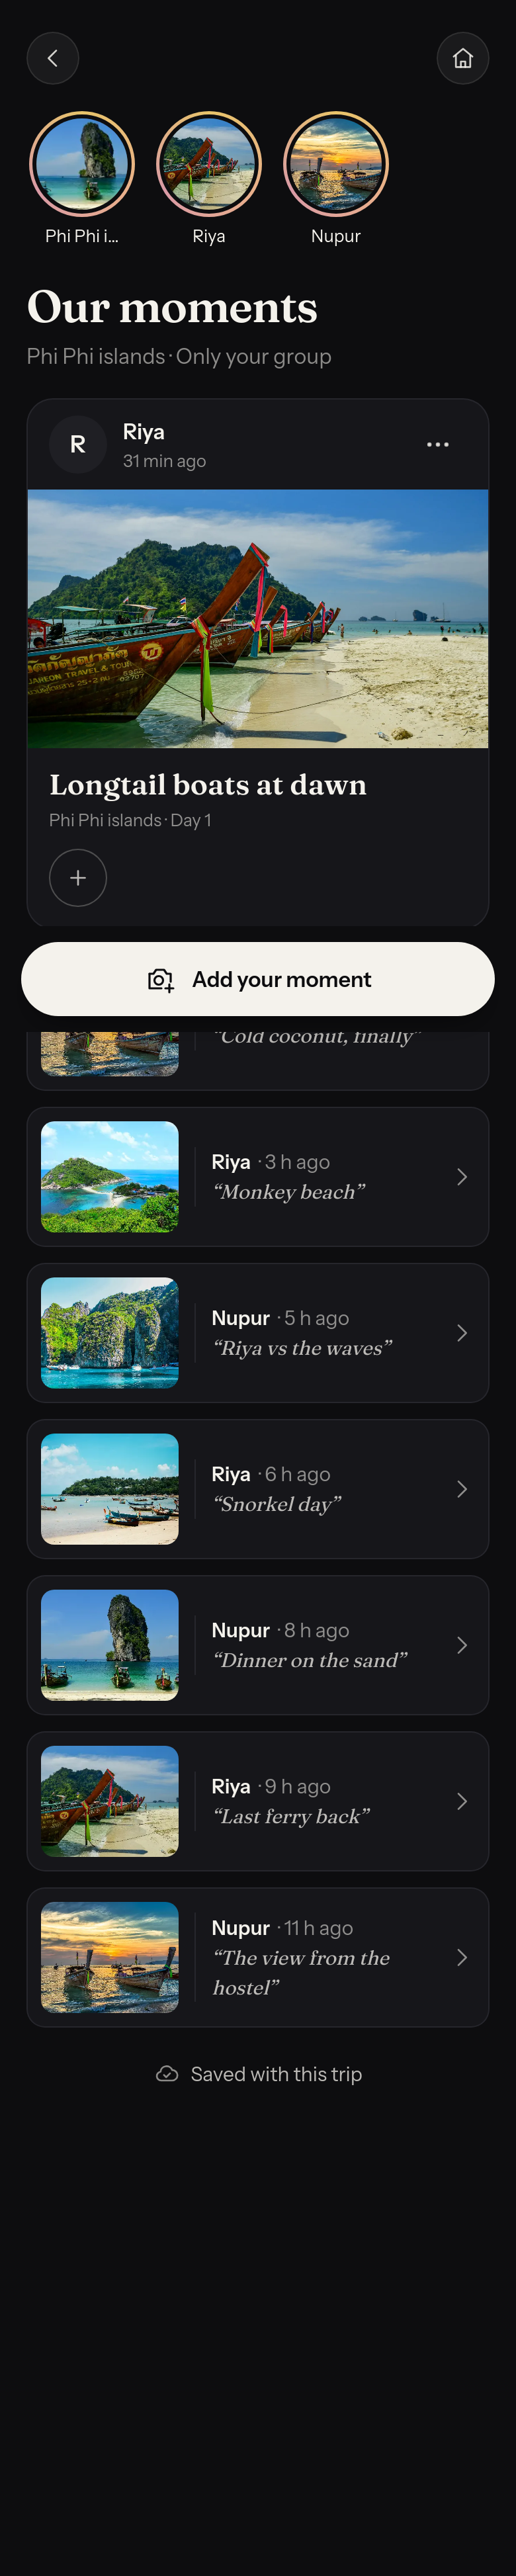 Phi Phi i...
Riya
Nupur
Our moments
Phi Phi islands · Only your group
R
Riya
31 min ago
JAREON TRAVEL & TOUR
Longtail boats at dawn
Phi Phi islands · Day 1
Add your moment
“Cold coconut, finally”
Riya · 3 h ago
“Monkey beach”
Nupur · 5 h ago
“Riya vs the waves”
Riya · 6 h ago
“Snorkel day”
Nupur · 8 h ago
“Dinner on the sand”
Riya · 9 h ago
“Last ferry back”
Nupur · 11 h ago
“The view from the
hostel”
Saved with this trip